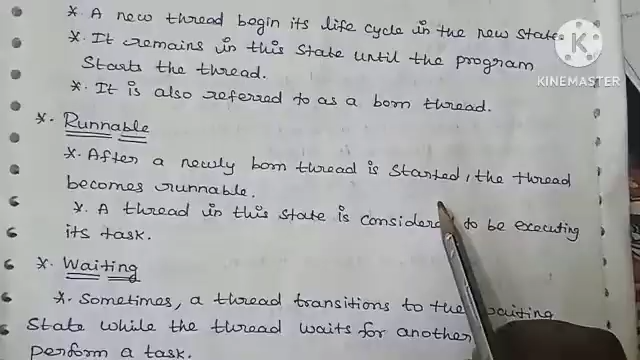 *. A new thread begin its life cycle in the new state
*. It remains in this state until the program
starts the thread.
*. It is also referred to as a born thread.
*. Runnable
*. After a newly born thread is started, the thread
becomes runnable.
*. A thread in this state is considere to be executing
its task.
*. Waiting
*. Sometimes, a thread transitions to the waiting
state while the thread waits for another
perform a task.
KINEMASTER